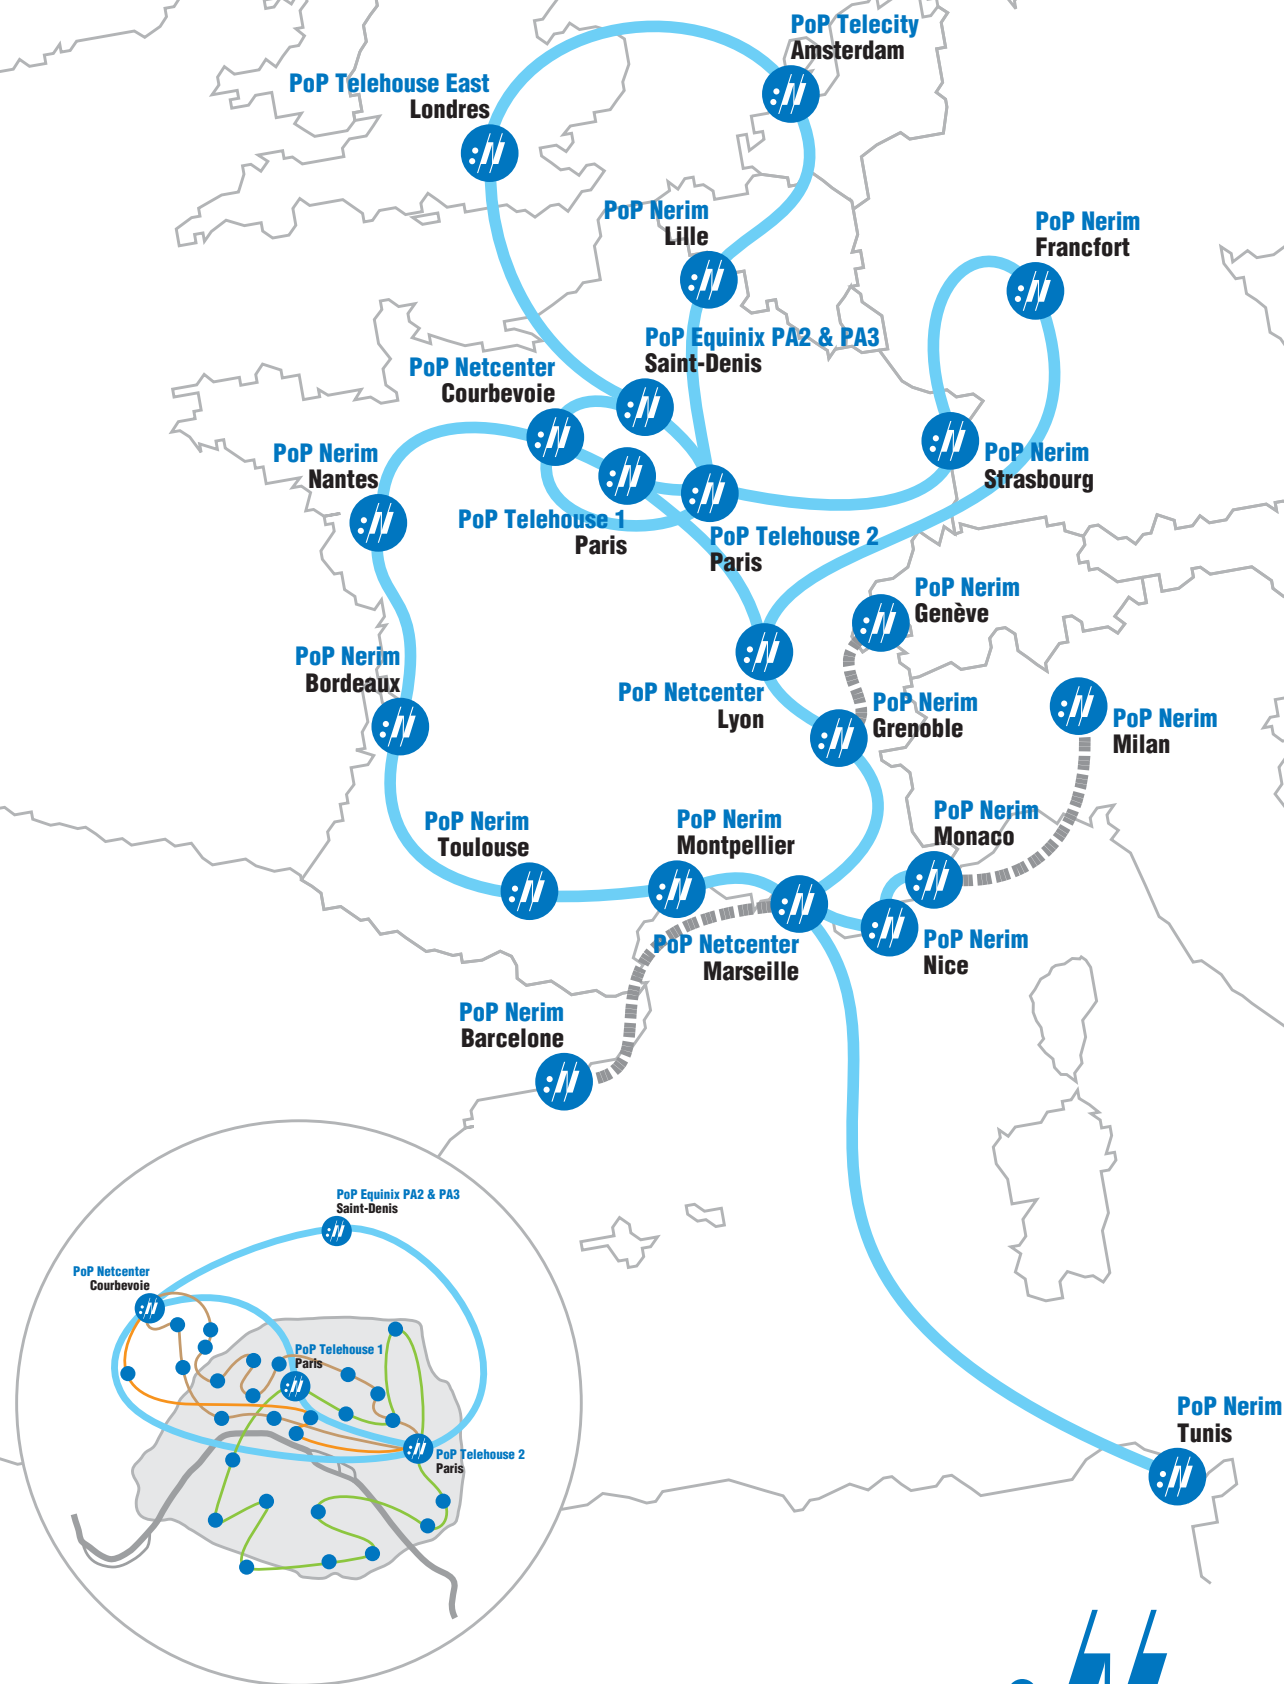 PoP Telecity
Amsterdam
PoP Telehouse East
Londres
PoP Nerim
Lille
PoP Nerim
Francfort
PoP Equinix PA2 & PA3
Saint-Denis
PoP Netcenter
Courbevoie
PoP Nerim
Nantes
PoP Nerim
Strasbourg
PoP Telehouse 1
Paris
PoP Telehouse 2
Paris
PoP Nerim
Genève
PoP Nerim
Bordeaux
PoP Netcenter
Lyon
PoP Nerim
Grenoble
PoP Nerim
Milan
PoP Nerim
Toulouse
PoP Nerim
Montpellier
PoP Nerim
Monaco
PoP Netcenter
Marseille
PoP Nerim
Nice
PoP Nerim
Barcelone
PoP Equinix PA2 & PA3
Saint-Denis
PoP Netcenter
Courbevoie
PoP Telehouse 1
Paris
PoP Telehouse 2
Paris
PoP Nerim
Tunis